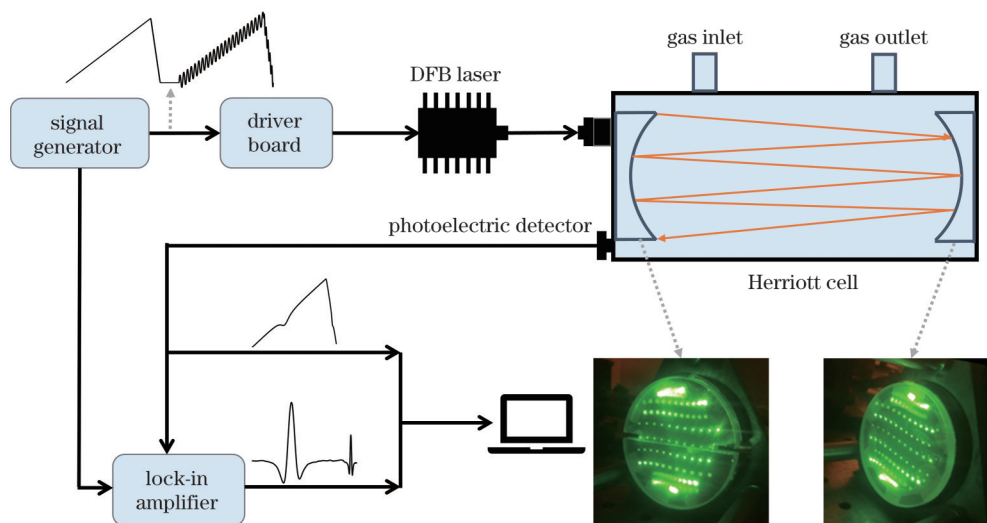 gas inlet
gas outlet
DFB laser
signal
generator
driver
board
photoelectric detector
Herriott cell
lock-in
amplifier